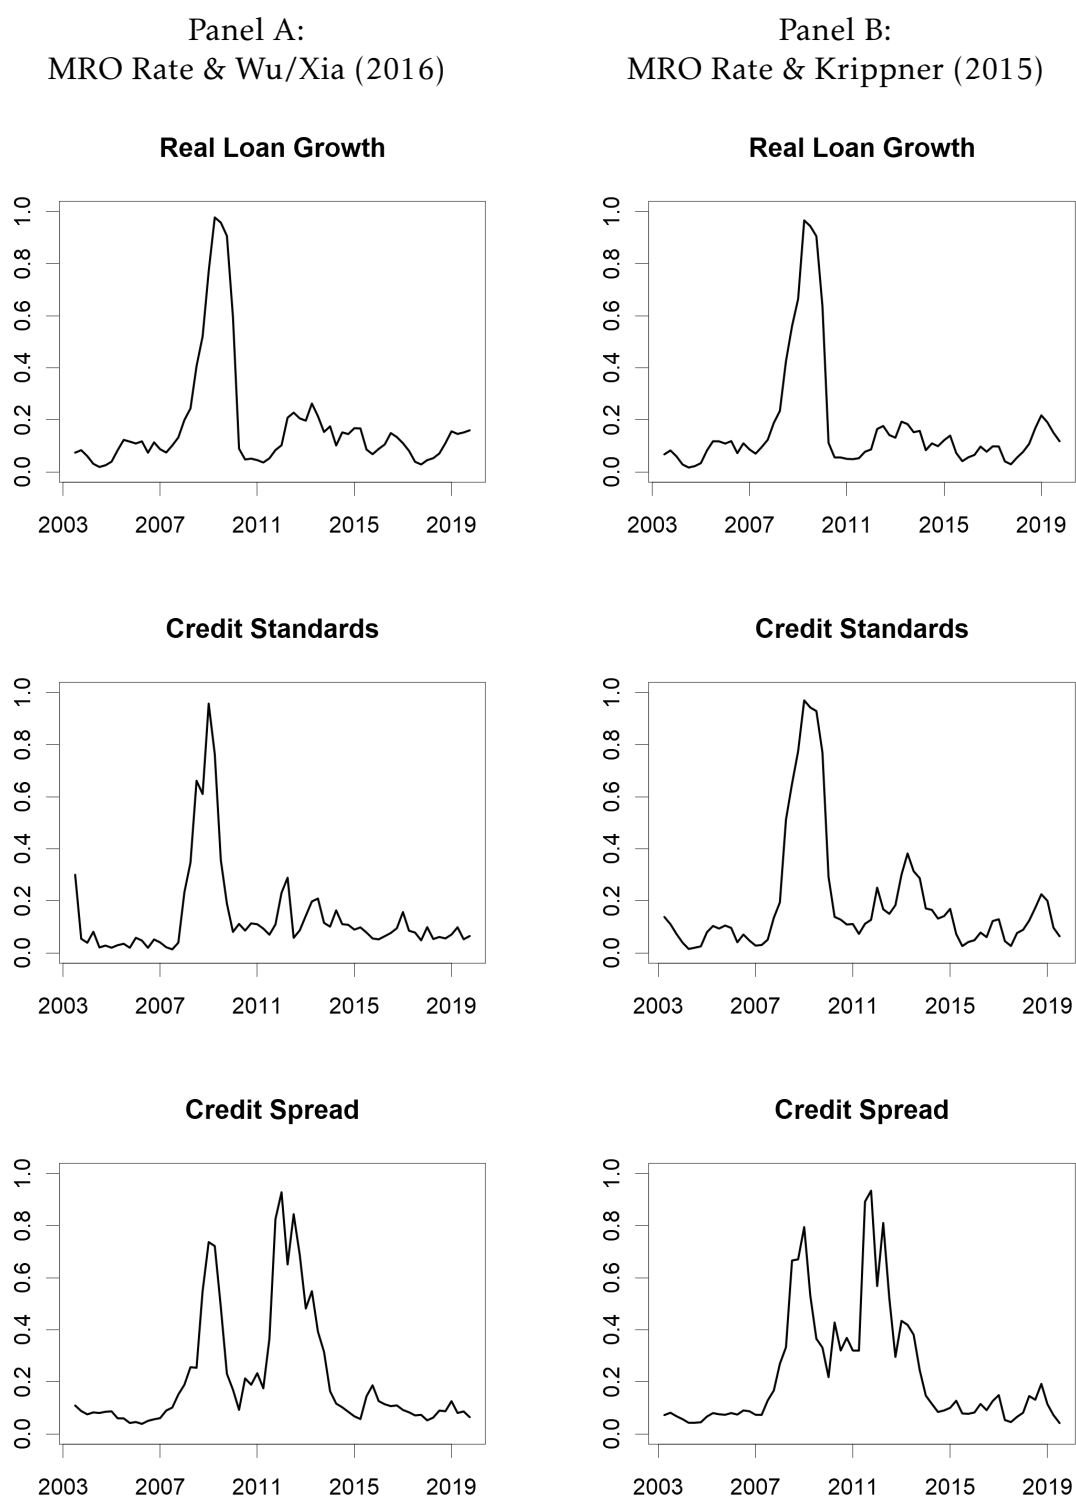 Panel A:
MRO Rate & Wu/Xia (2016)
Panel B:
MRO Rate & Krippner (2015)
Real Loan Growth
1.0
0.8
0.6
0.4
0.2
0.0
2003 2007 2011 2015 2019
Real Loan Growth
1.0
0.8
0.6
0.4
0.2
0.0
2003 2007 2011 2015 2019
Credit Standards
1.0
0.8
0.6
0.4
0.2
0.0
2003 2007 2011 2015 2019
Credit Standards
1.0
0.8
0.6
0.4
0.2
0.0
2003 2007 2011 2015 2019
Credit Spread
1.0
0.8
0.6
0.4
0.2
0.0
2003 2007 2011 2015 2019
Credit Spread
1.0
0.8
0.6
0.4
0.2
0.0
2003 2007 2011 2015 2019